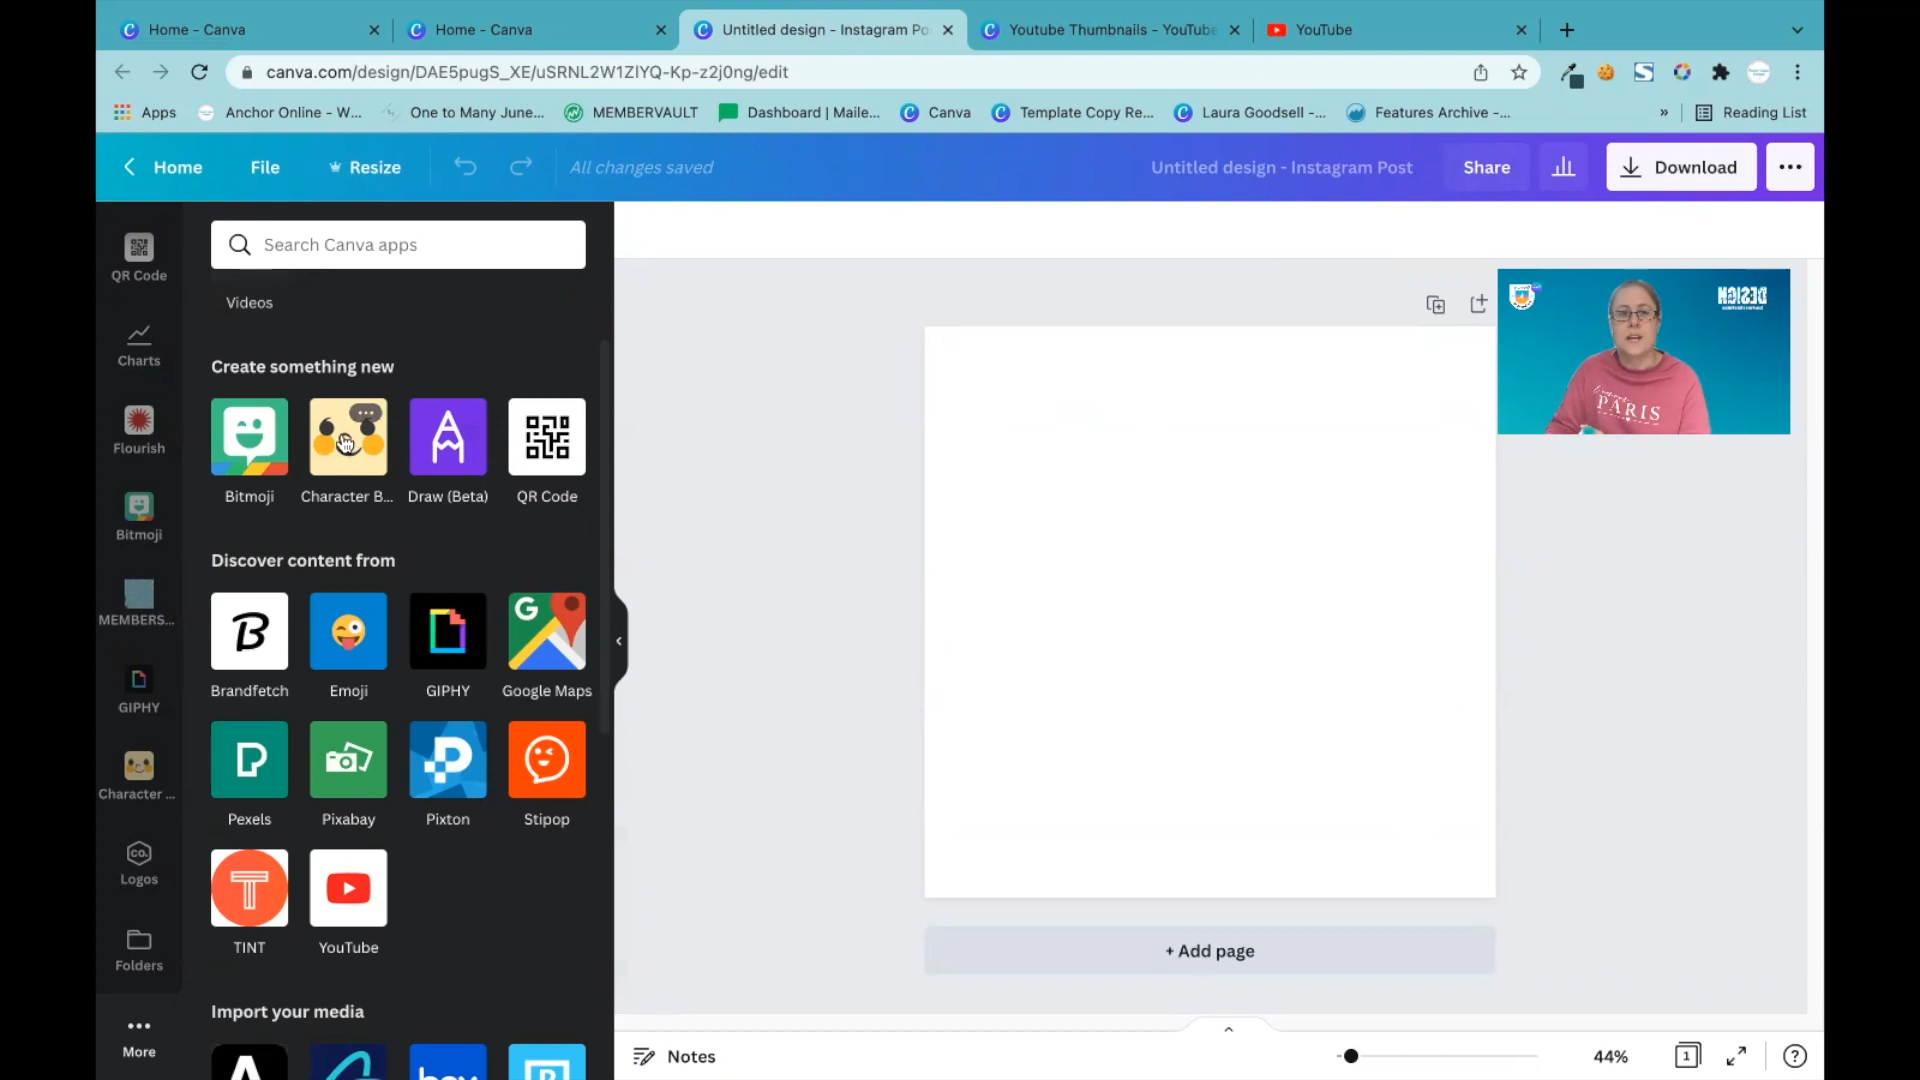 Home - Canva
Home - Canva
Untitled design - Instagram Po
Youtube Thumbnails - YouTube
YouTube
canva.com/design/DAE5pugS_XE/uSRNL2W1ZlYQ-Kp-z2j0ng/edit
Apps
Anchor Online - W...
One to Many June...
MEMBERVAULT
Dashboard | Maile...
Canva
Template Copy Re...
Laura Goodsell -...
Features Archive -...
»
Reading List
Home
File
Resize
All changes saved
Untitled design - Instagram Post
Share
Download
Search Canva apps
QR Code
Charts
Flourish
Bitmoji
MEMBERS...
GIPHY
Character ...
Logos
Folders
More
Videos
Create something new
Bitmoji
Character B...
Draw (Beta)
QR Code
Discover content from
Brandfetch
Emoji
GIPHY
Google Maps
Pexels
Pixabay
Pixton
Stipop
TINT
YouTube
Import your media
box
DESIGN
PARIS
+ Add page
Notes
44%
1